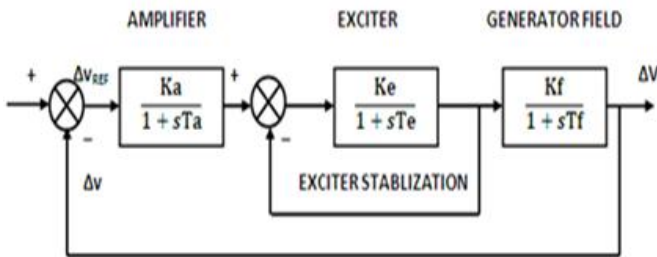 AMPLIFIER EXCITER GENERATOR FIELD
+ ΔvREF + ΔV
Ka Ke Kf
1 + sTa 1 + sTe 1 + sTf
− −
Δv EXCITER STABLIZATION